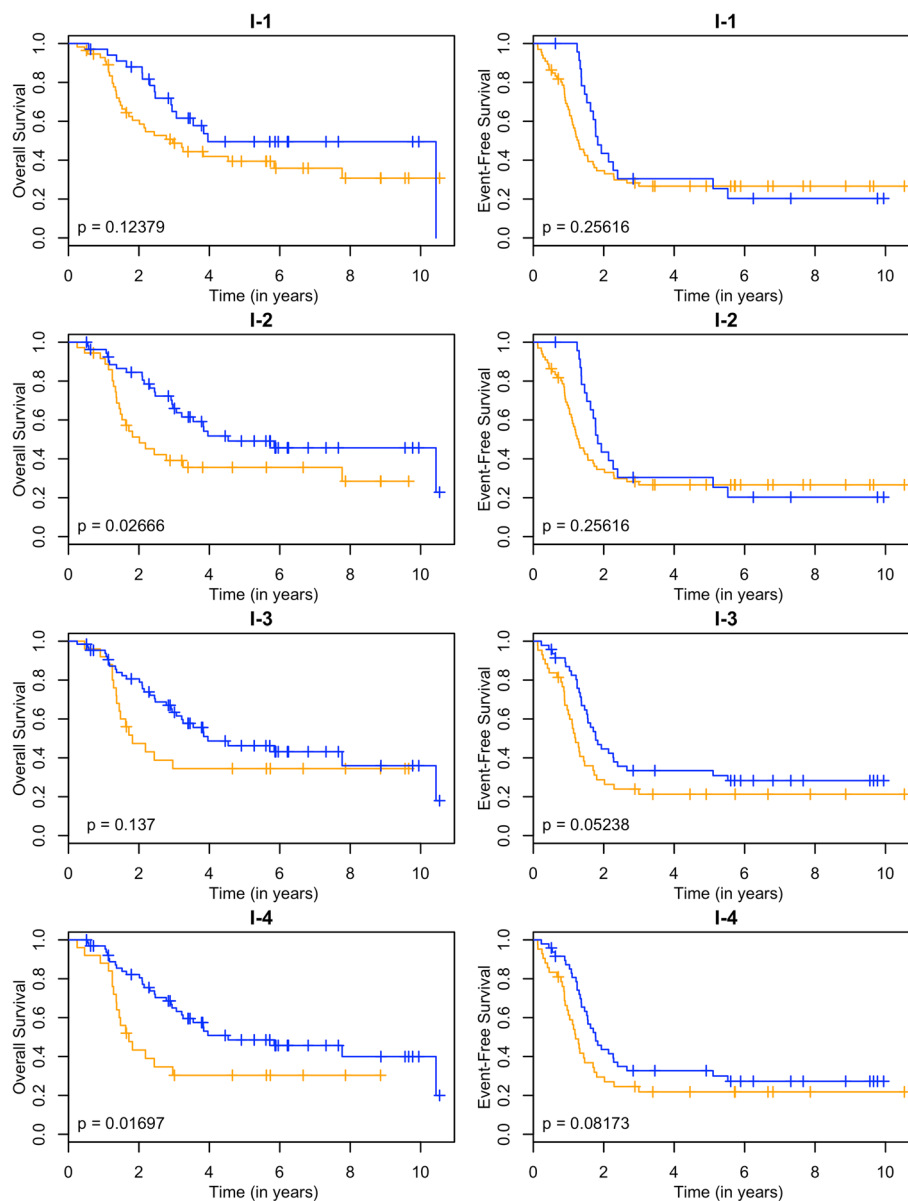 I-1
Overall Survival
0.0 0.2 0.4 0.6 0.8 1.0
p = 0.12379
0 2 4 6 8 10
Time (in years)
I-1
Event-Free Survival
0.0 0.2 0.4 0.6 0.8 1.0
p = 0.25616
0 2 4 6 8 10
Time (in years)
I-2
Overall Survival
0.0 0.2 0.4 0.6 0.8 1.0
p = 0.02666
0 2 4 6 8 10
Time (in years)
I-2
Event-Free Survival
0.0 0.2 0.4 0.6 0.8 1.0
p = 0.25616
0 2 4 6 8 10
Time (in years)
I-3
Overall Survival
0.0 0.2 0.4 0.6 0.8 1.0
p = 0.137
0 2 4 6 8 10
Time (in years)
I-3
Event-Free Survival
0.0 0.2 0.4 0.6 0.8 1.0
p = 0.05238
0 2 4 6 8 10
Time (in years)
I-4
Overall Survival
0.0 0.2 0.4 0.6 0.8 1.0
p = 0.01697
0 2 4 6 8 10
Time (in years)
I-4
Event-Free Survival
0.0 0.2 0.4 0.6 0.8 1.0
p = 0.08173
0 2 4 6 8 10
Time (in years)